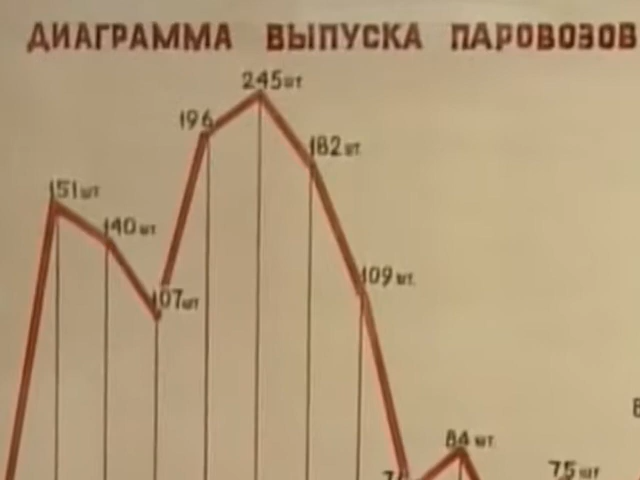 ДИАГРАММА ВЫПУСКА ПАРОВОЗОВ
245шт
196
182шт
151шт
140шт
109шт.
107шт
84шт.
75шт